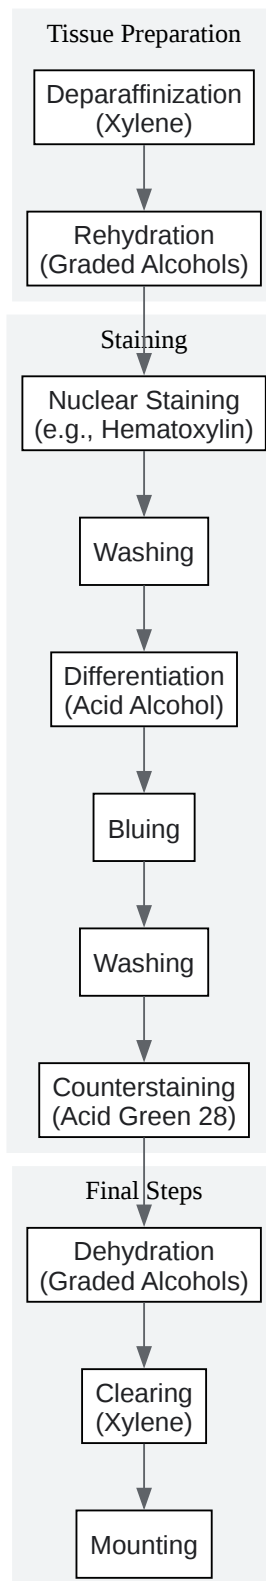 Tissue Preparation
Deparaffinization
(Xylene)
Rehydration
(Graded Alcohols)
Staining
Nuclear Staining
(e.g., Hematoxylin)
Washing
Differentiation
(Acid Alcohol)
Bluing
Washing
Counterstaining
(Acid Green 28)
Final Steps
Dehydration
(Graded Alcohols)
Clearing
(Xylene)
Mounting